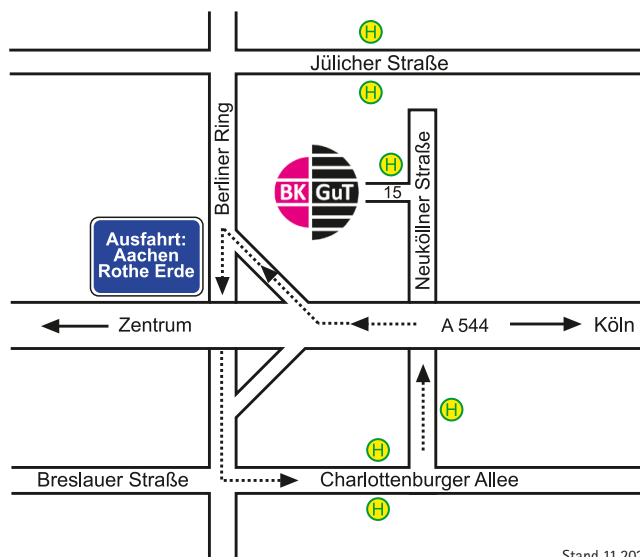 H
Jülicher Straße
H
Berliner Ring
H
BK GuT
15
Neuköllner Straße
Ausfahrt:
Aachen
Rothe Erde
Zentrum
A 544
Köln
H
H
Breslauer Straße
Charlottenburger Allee
H
Stand